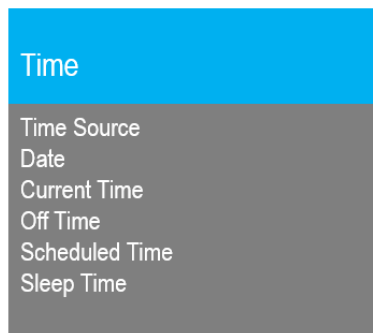 Time
Time Source
Date
Current Time
Off Time
Scheduled Time
Sleep Time